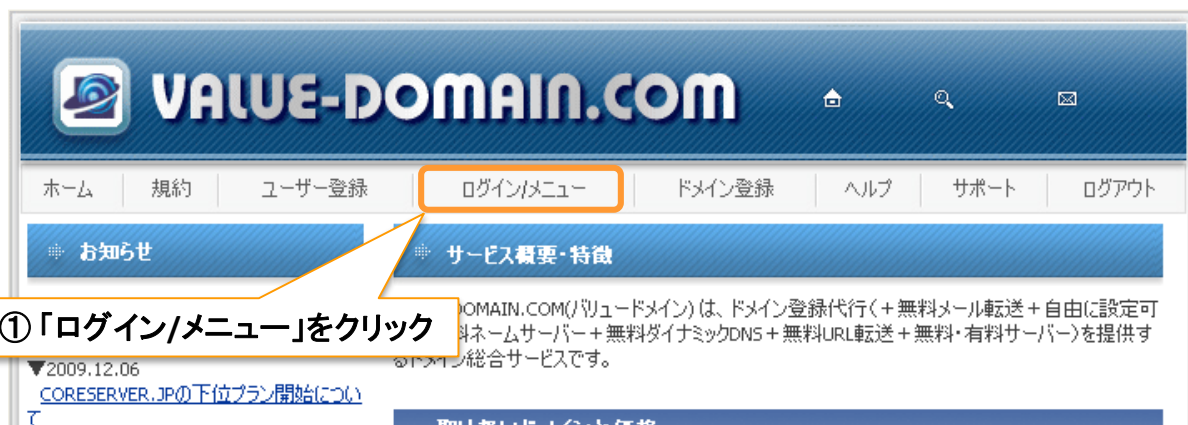 VALUE-DOMAIN.COM
ホーム 規約 ユーザー登録 ログイン/メニュー ドメイン登録 ヘルプ サポート ログアウト
お知らせ
サービス概要・特徴
①「ログイン/メニュー」をクリック
DOMAIN.COM(バリュードメイン) は、ドメイン登録代行(＋無料メール転送＋自由に設定可
ネームサーバー＋無料ダイナミックDNS＋無料URL転送＋無料・有料サーバー)を提供す
るドメイン総合サービスです。
▼2009.12.06
CORESERVER.JPの下位プラン開始につい
て